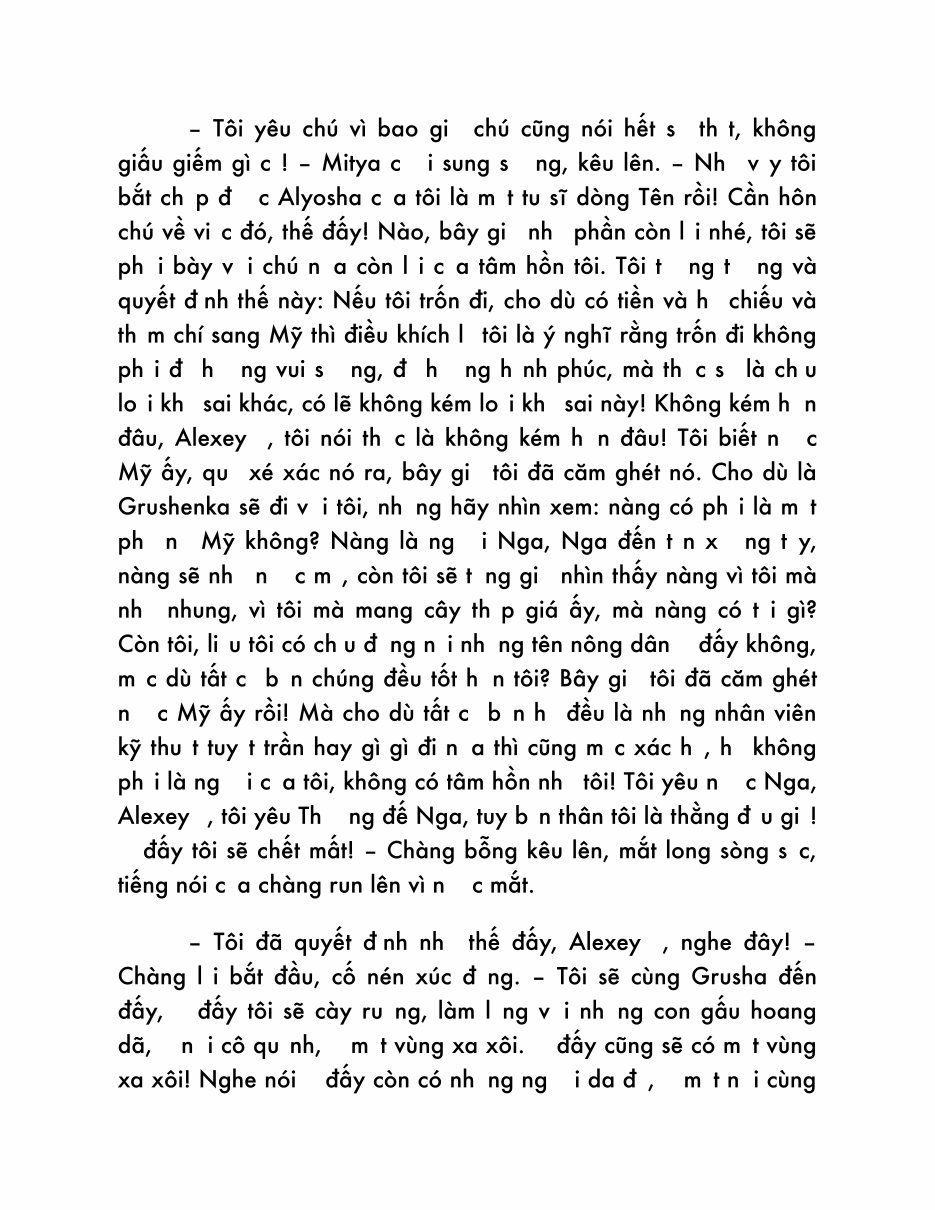 – Tôi yêu chú vì bao gi chú cũng nói hết s th t, không
giấu giếm gì c ! – Mitya c i sung s ng, kêu lên. – Nh v y tôi
bắt ch p đ c Alyosha c a tôi là m t tu sĩ dòng Tên rồi! Cần hôn
chú về vi c đó, thế đấy! Nào, bây gi nh phần còn l i nhé, tôi sẽ
ph i bày v i chú n a còn l i c a tâm hồn tôi. Tôi t ng t ng và
quyết đ nh thế này: Nếu tôi trốn đi, cho dù có tiền và h chiếu và
th m chí sang Mỹ thì điều khích l tôi là ý nghĩ rằng trốn đi không
ph i đ h ng vui s ng, đ h ng h nh phúc, mà th c s là ch u
lo i kh sai khác, có lẽ không kém lo i kh sai này! Không kém h n
đâu, Alexey , tôi nói th c là không kém h n đâu! Tôi biết n c
Mỹ ấy, qu xé xác nó ra, bây gi tôi đã căm ghét nó. Cho dù là
Grushenka sẽ đi v i tôi, nh ng hãy nhìn xem: nàng có ph i là m t
ph n Mỹ không? Nàng là ng i Nga, Nga đến t n x ng t y,
nàng sẽ nh n c m , còn tôi sẽ t ng gi nhìn thấy nàng vì tôi mà
nh nhung, vì tôi mà mang cây th p giá ấy, mà nàng có t i gì?
Còn tôi, li u tôi có ch u đ ng n i nh ng tên nông dân đấy không,
m c dù tất c b n chúng đều tốt h n tôi? Bây gi tôi đã căm ghét
n c Mỹ ấy rồi! Mà cho dù tất c b n h đều là nh ng nhân viên
kỹ thu t tuy t trần hay gì gì đi n a thì cũng m c xác h , h không
ph i là ng i c a tôi, không có tâm hồn nh tôi! Tôi yêu n c Nga,
Alexey , tôi yêu Th ng đế Nga, tuy b n thân tôi là thằng đ u gi !
đấy tôi sẽ chết mất! – Chàng bỗng kêu lên, mắt long sòng s c,
tiếng nói c a chàng run lên vì n c mắt.
– Tôi đã quyết đ nh nh thế đấy, Alexey , nghe đây! –
Chàng l i bắt đầu, cố nén xúc đ ng. – Tôi sẽ cùng Grusha đến
đấy, đấy tôi sẽ cày ru ng, làm l ng v i nh ng con gấu hoang
dã, n i cô qu nh, m t vùng xa xôi. đấy cũng sẽ có m t vùng
xa xôi! Nghe nói đấy còn có nh ng ng i da đ , m t n i cùng